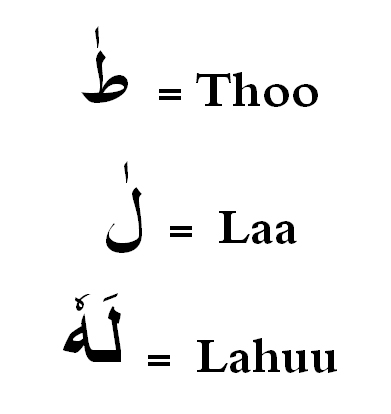 طٰ = Thoo
لٰ = Laa
لَهٗ = Lahuu